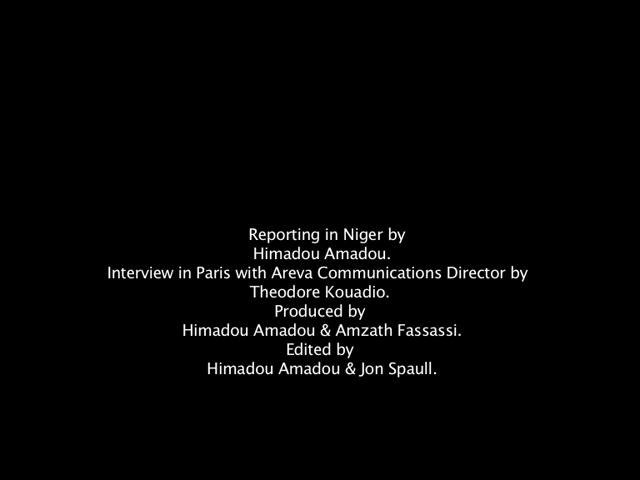 Reporting in Niger by
Himadou Amadou.
Interview in Paris with Areva Communications Director by
Theodore Kouadio.
Produced by
Himadou Amadou & Amzath Fassassi.
Edited by
Himadou Amadou & Jon Spaull.